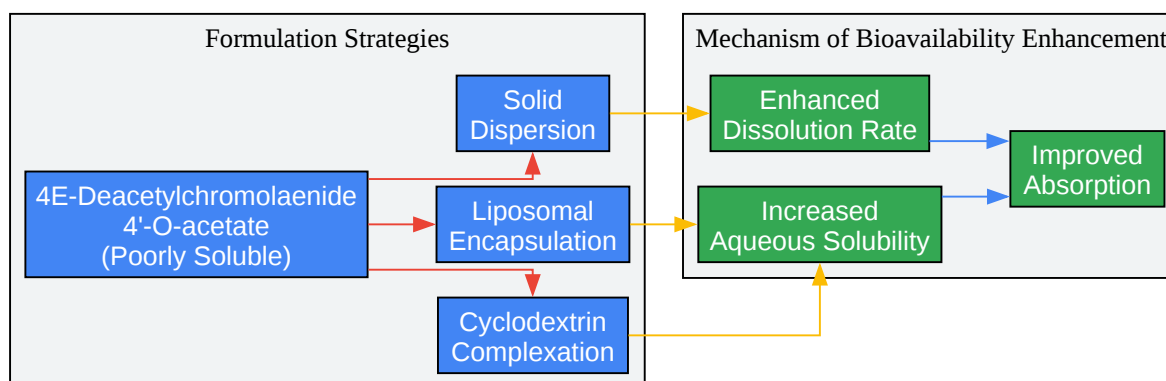 Formulation Strategies
Solid
Dispersion
4E-Deacetylchromolaenide
4'-O-acetate
(Poorly Soluble)
Liposomal
Encapsulation
Cyclodextrin
Complexation
Mechanism of Bioavailability Enhancement
Enhanced
Dissolution Rate
Increased
Aqueous Solubility
Improved
Absorption